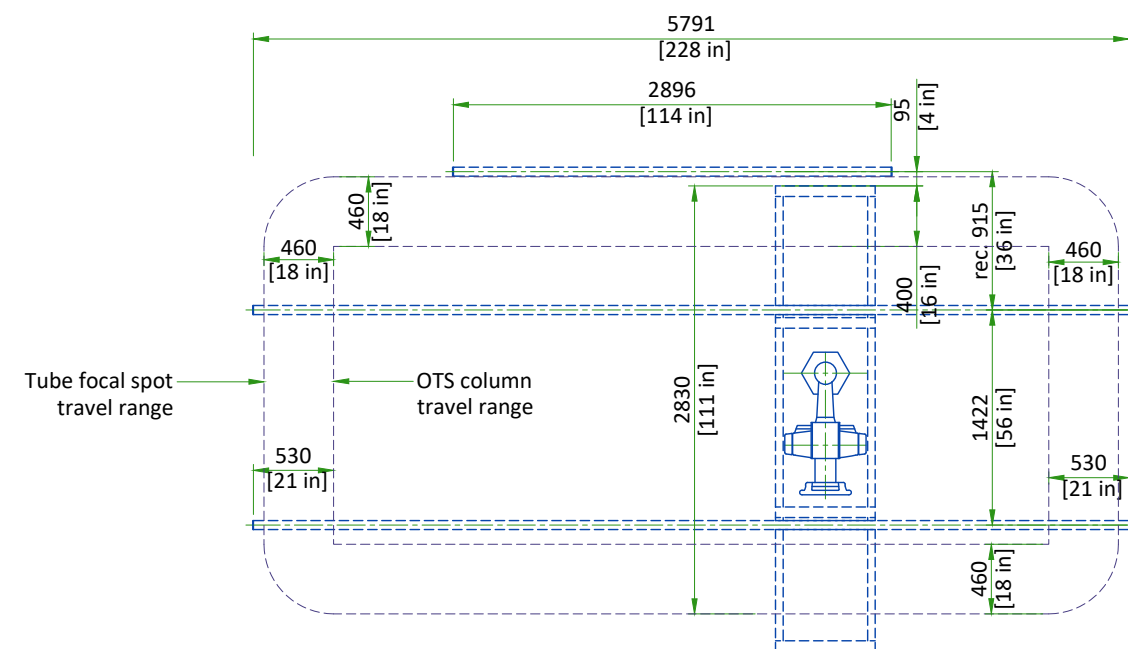 5791
[228 in]
2896
[114 in]
95
[4 in]
460
[18 in]
460
[18 in]
rec. 915
[36 in]
460
[18 in]
400
[16 in]
Tube focal spot
travel range
OTS column
travel range
2830
[111 in]
1422
[56 in]
530
[21 in]
530
[21 in]
460
[18 in]